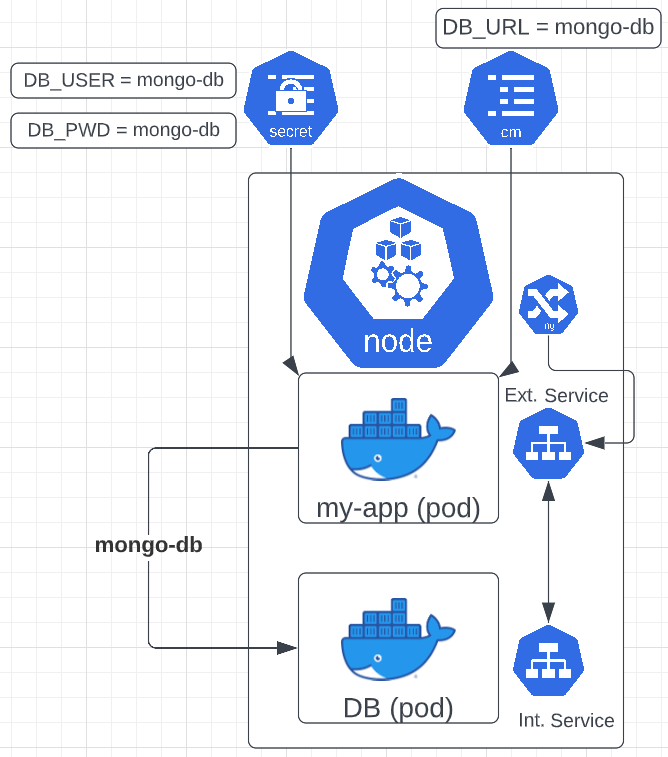 DB_URL = mongo-db
DB_USER = mongo-db
DB_PWD = mongo-db
secret
cm
node
ng
Ext. Service
my-app (pod)
mongo-db
DB (pod)
Int. Service